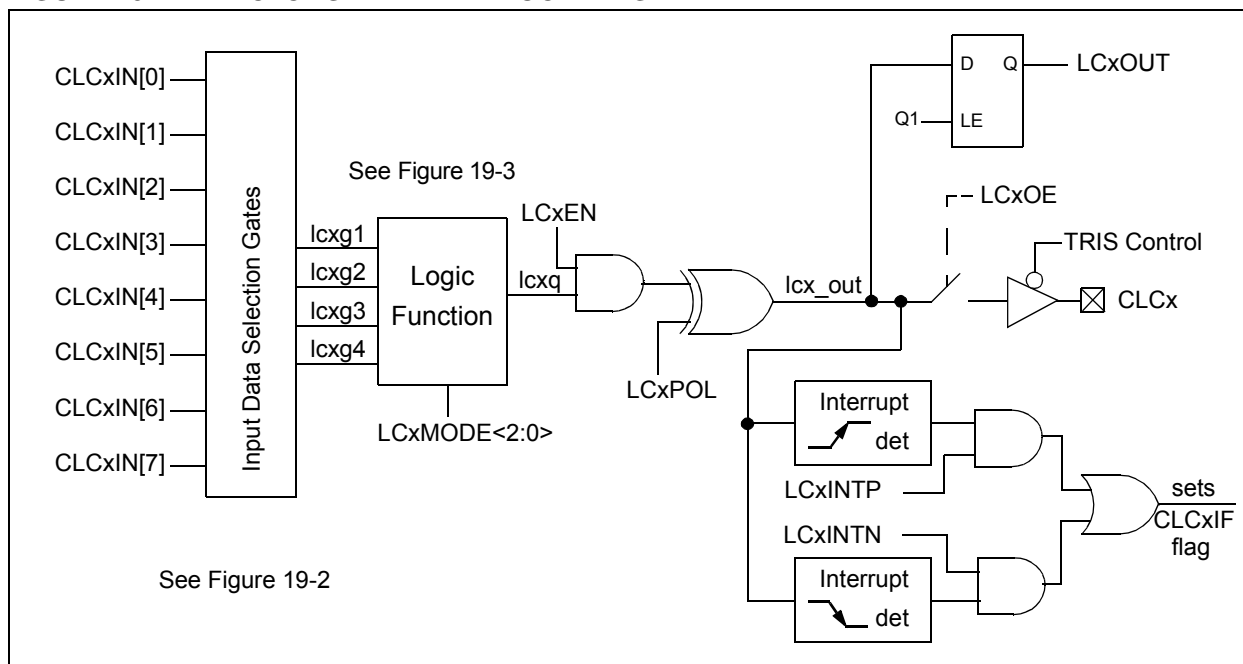 CLCxIN[0]
CLCxIN[1]
CLCxIN[2]
CLCxIN[3]
CLCxIN[4]
CLCxIN[5]
CLCxIN[6]
CLCxIN[7]
Input Data Selection Gates
See Figure 19-2
lcxg1
lcxg2
lcxg3
lcxg4
See Figure 19-3
Logic
Function
LCxMODE<2:0>
lcxq
LCxEN
LCxPOL
lcx_out
D
Q
LE
Q1
LCxOUT
LCxOE
TRIS Control
CLCx
Interrupt
det
LCxINTP
LCxINTN
Interrupt
det
sets
CLCxIF
flag